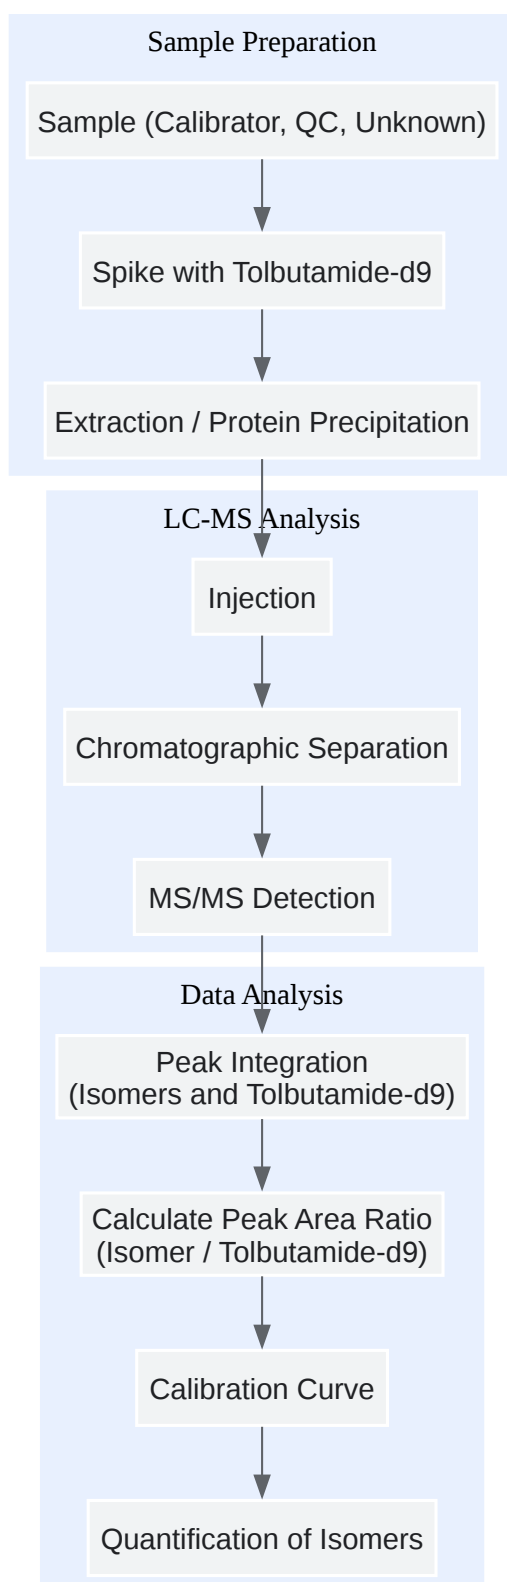 Sample Preparation
Sample (Calibrator, QC, Unknown)
Spike with Tolbutamide-d9
Extraction / Protein Precipitation
LC-MS Analysis
Injection
Chromatographic Separation
MS/MS Detection
Data Analysis
Peak Integration
(Isomers and Tolbutamide-d9)
Calculate Peak Area Ratio
(Isomer / Tolbutamide-d9)
Calibration Curve
Quantification of Isomers